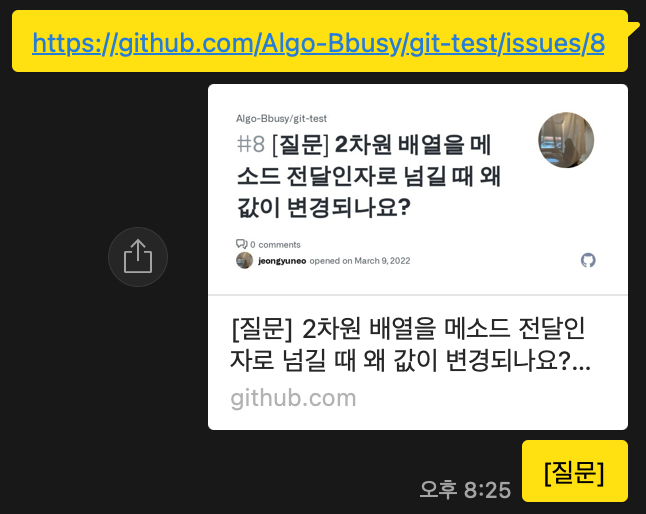 https://github.com/Algo-Bbusy/git-test/issues/8
Algo-Bbusy/git-test
#8 [질문] 2차원 배열을 메
소드 전달인자로 넘길 때 왜
값이 변경되나요?
0 comments
jeongyuneo opened on March 9, 2022
[질문] 2차원 배열을 메소드 전달인
자로 넘길 때 왜 값이 변경되나요?...
github.com
오후 8:25
[질문]